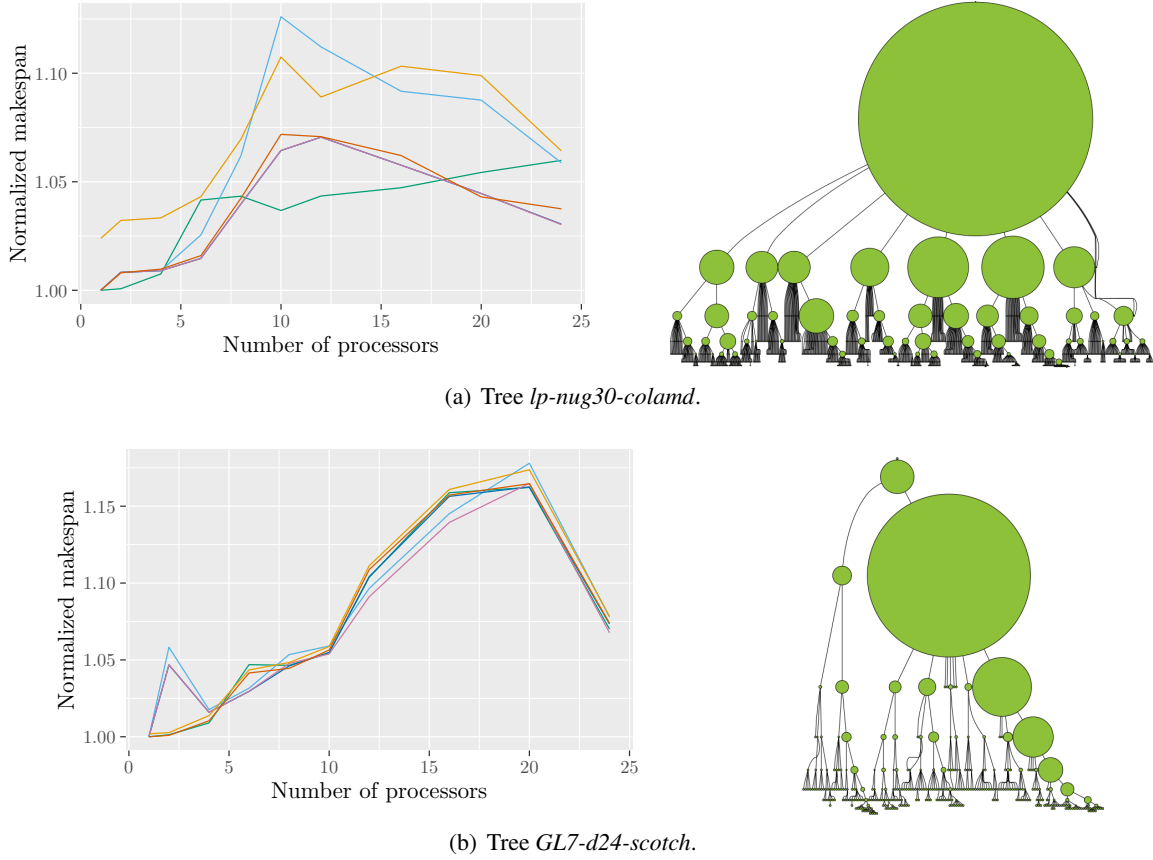 Normalized makespan
1.10
1.05
1.00
0 5 10 15 20 25
Number of processors
(a) Tree lp-nug30-colamd.
Normalized makespan
1.15
1.10
1.05
1.00
0 5 10 15 20 25
Number of processors
(b) Tree GL7-d24-scotch.